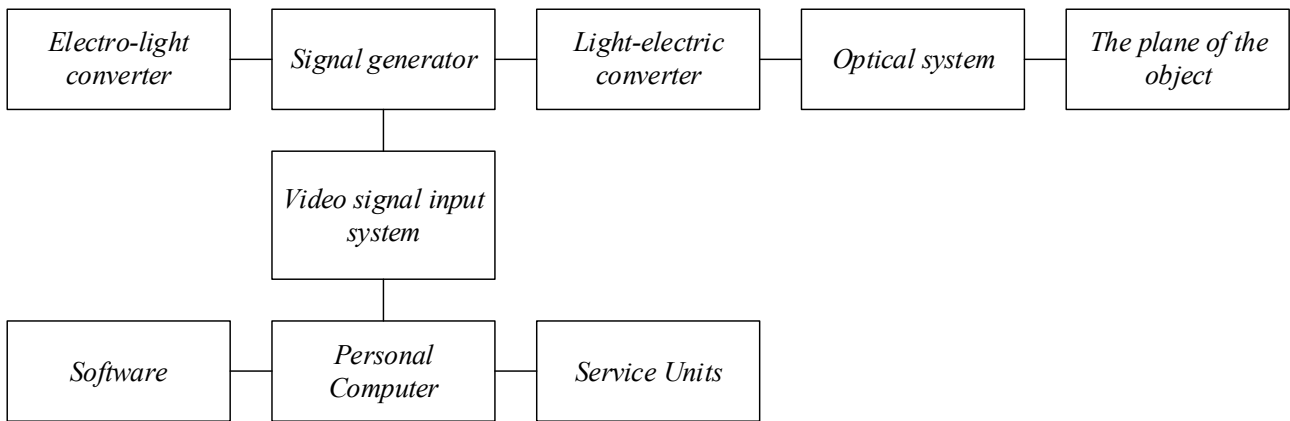 Electro-light
converter
Signal generator
Light-electric
converter
Optical system
The plane of the
object
Video signal input
system
Software
Personal
Computer
Service Units